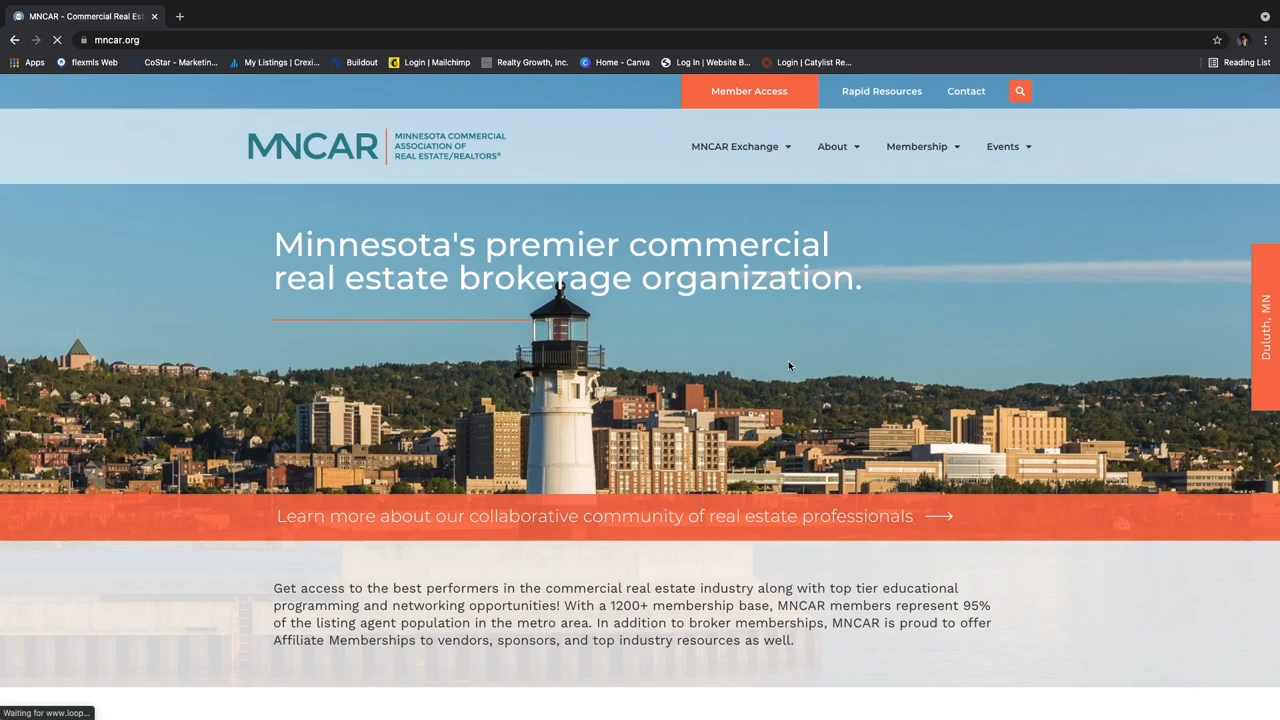 MNCAR - Commercial Real Est
mncar.org
Apps
flexmls Web
CoStar - Marketin...
My Listings | Crexi...
Buildout
Login | Mailchimp
Realty Growth, Inc.
Home - Canva
Log In | Website B...
Login | Catylist Re...
Reading List
Member Access
Rapid Resources
Contact
MNCAR
MINNESOTA COMMERCIAL
ASSOCIATION OF
REAL ESTATE/REALTORS®
MNCAR Exchange
About
Membership
Events
Minnesota's premier commercial
real estate brokerage organization.
Duluth, MN
Learn more about our collaborative community of real estate professionals
Get access to the best performers in the commercial real estate industry along with top tier educational
programming and networking opportunities! With a 1200+ membership base, MNCAR members represent 95%
of the listing agent population in the metro area. In addition to broker memberships, MNCAR is proud to offer
Affiliate Memberships to vendors, sponsors, and top industry resources as well.
Waiting for www.loop...